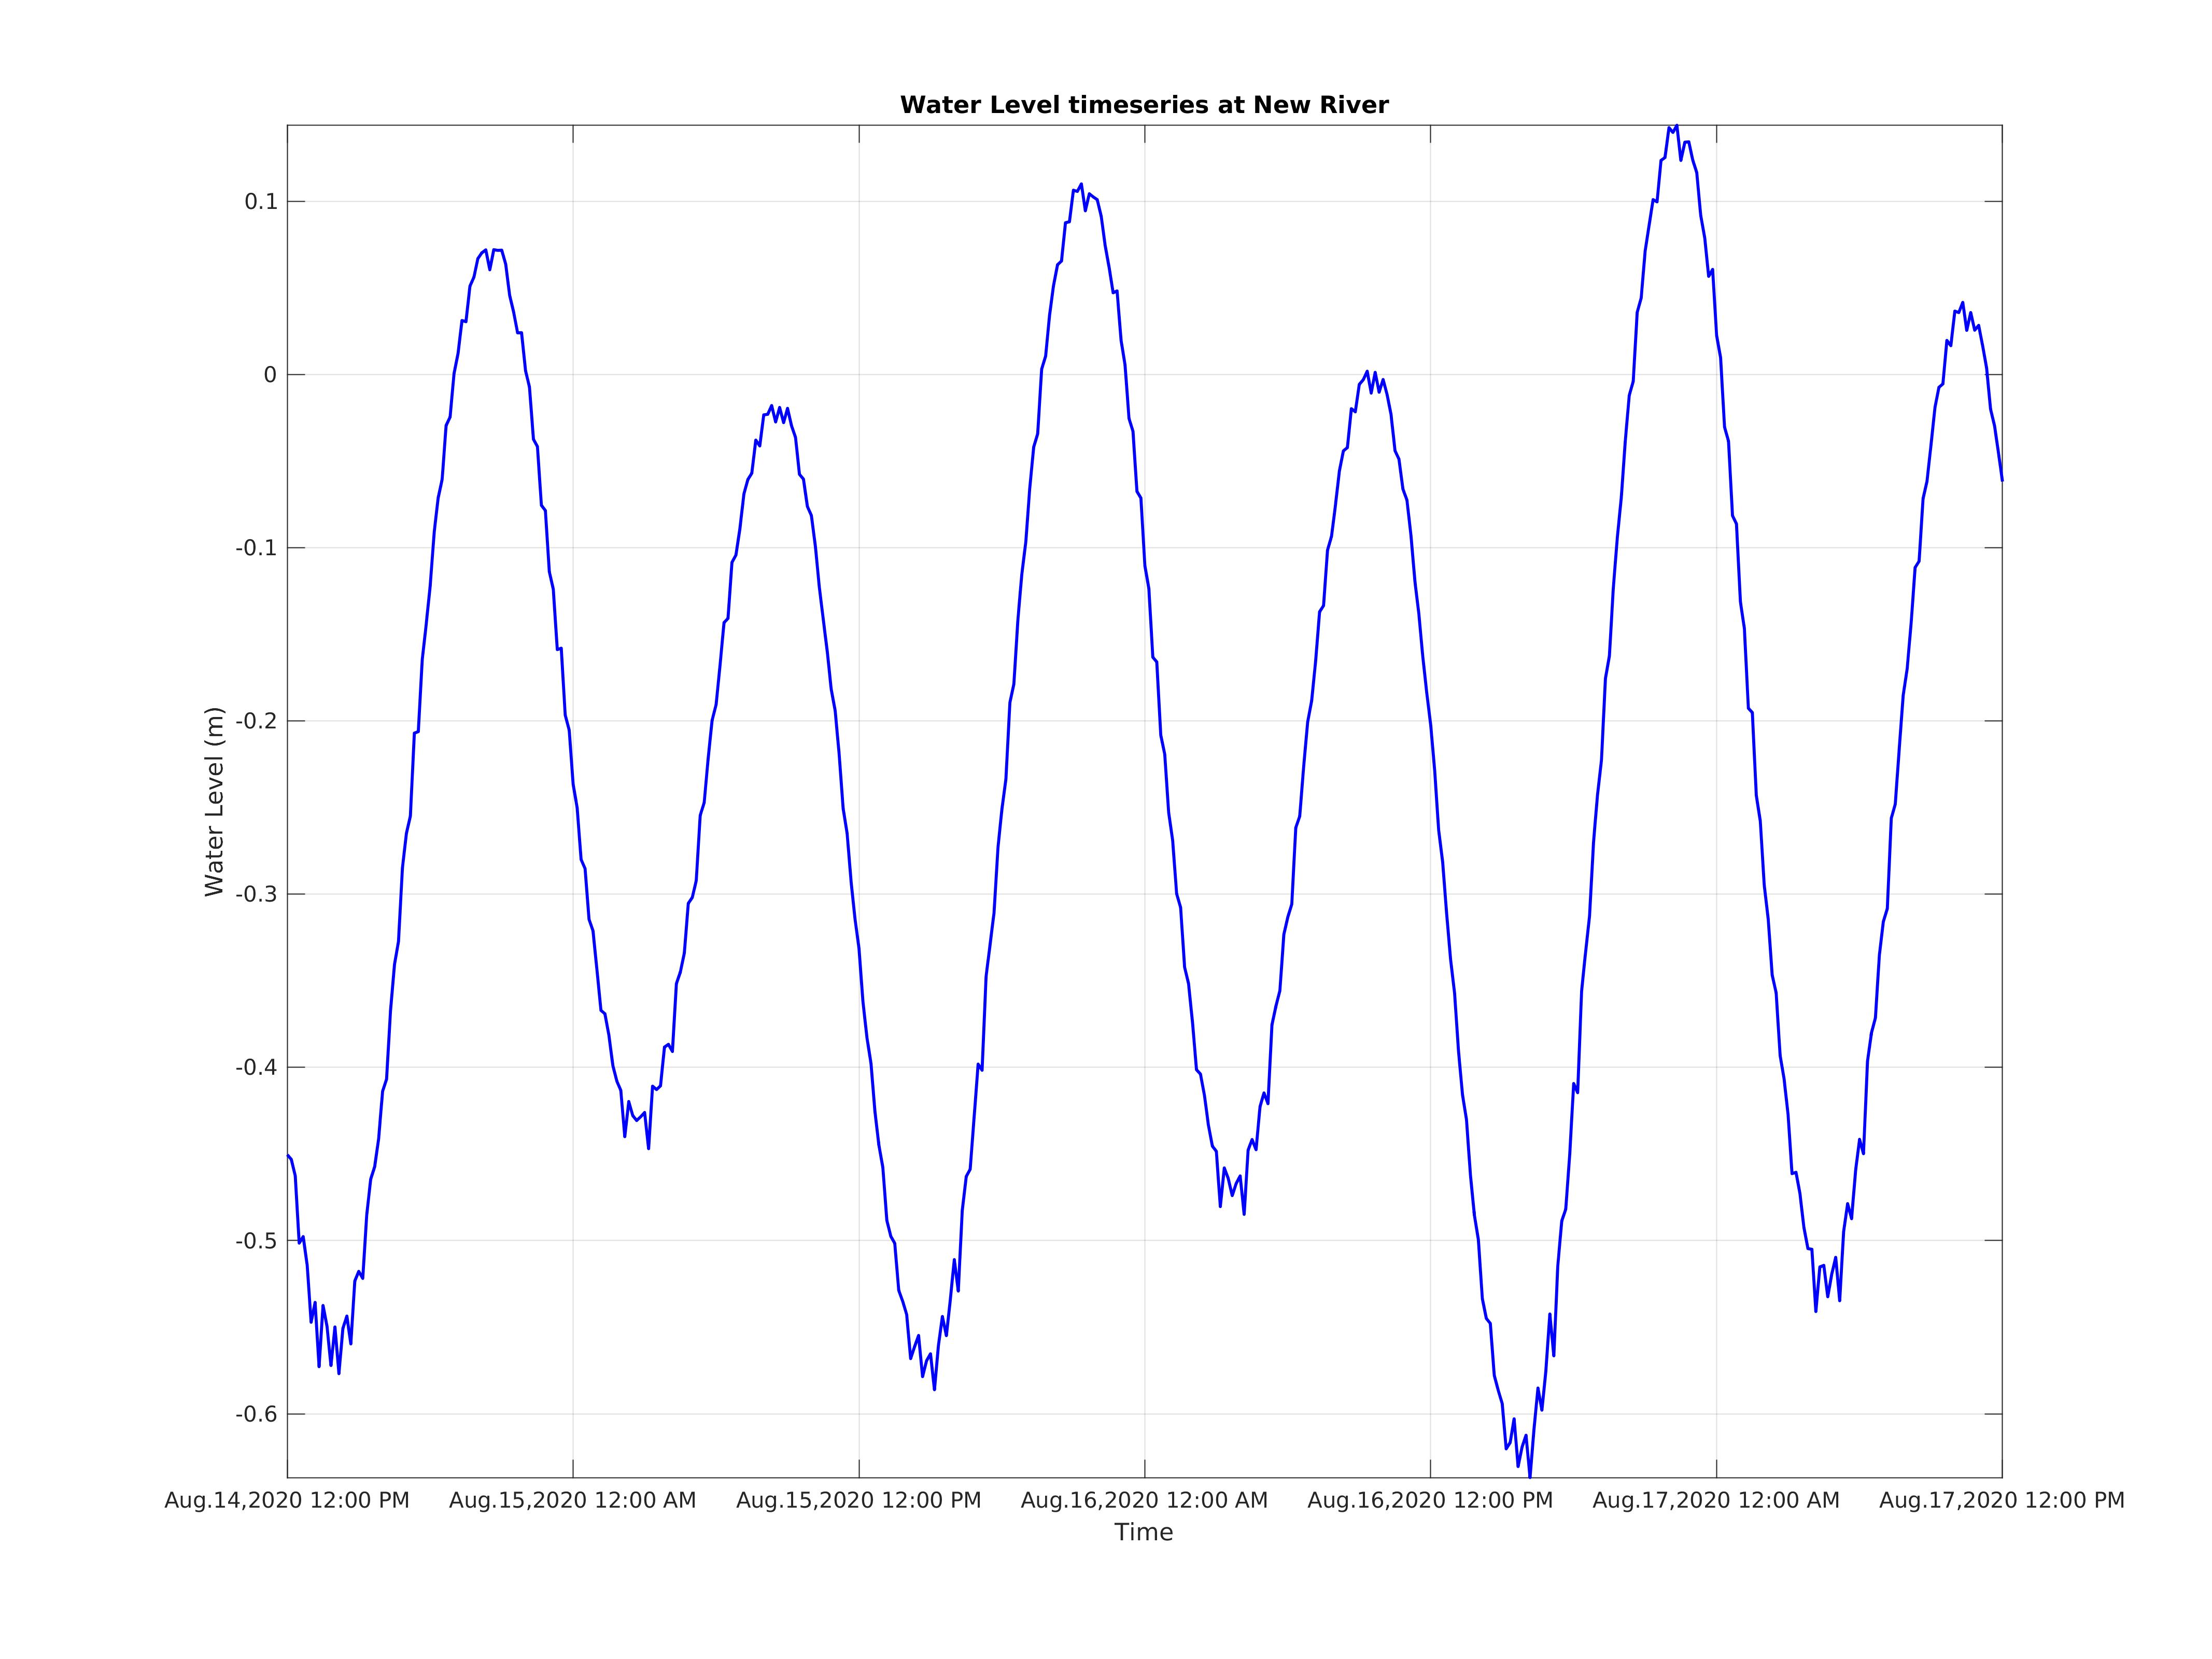 Water Level timeseries at New River
0.1
0
-0.1
-0.2
-0.3
-0.4
-0.5
-0.6
Water Level (m)
Aug.14,2020 12:00 PM
Aug.15,2020 12:00 AM
Aug.15,2020 12:00 PM
Aug.16,2020 12:00 AM
Aug.16,2020 12:00 PM
Aug.17,2020 12:00 AM
Aug.17,2020 12:00 PM
Time